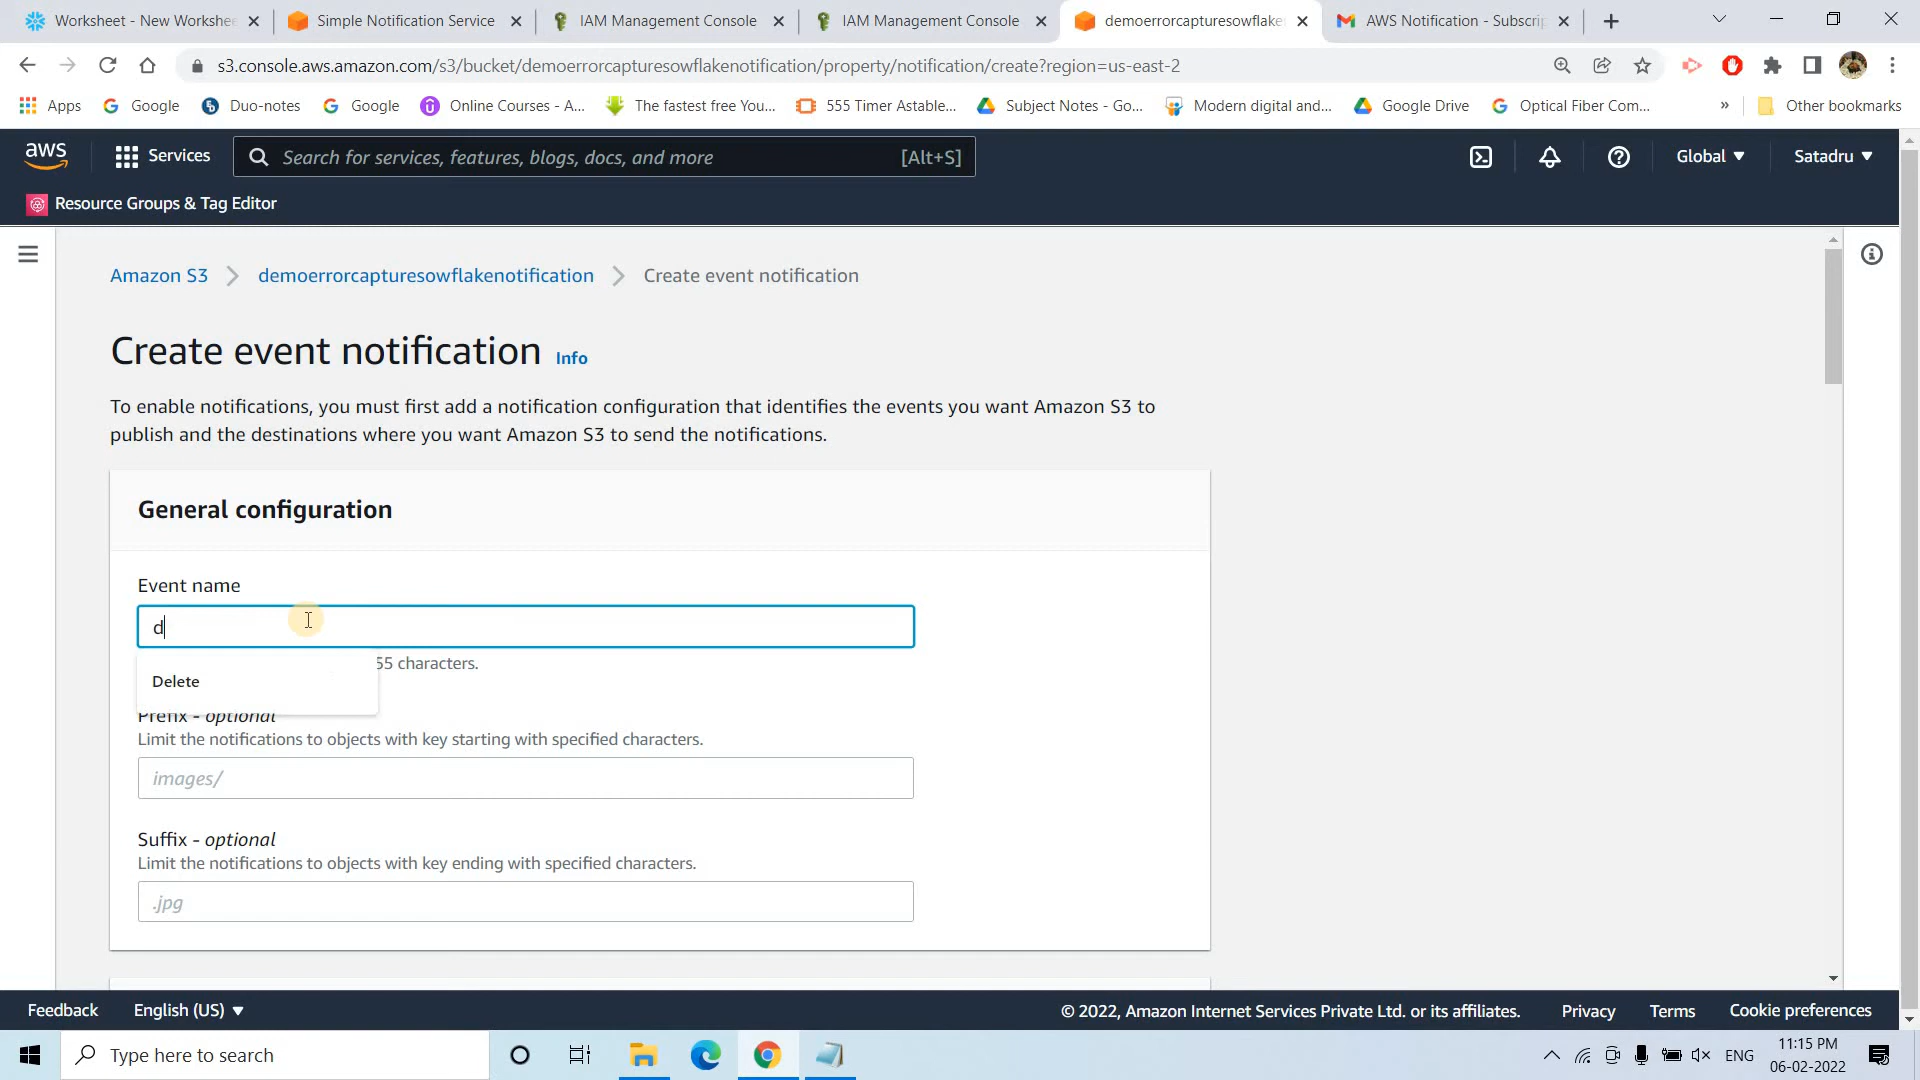 Worksheet - New Workshee
Simple Notification Service
IAM Management Console
IAM Management Console
demoerrorcapturesowflake
AWS Notification - Subscrip
s3.console.aws.amazon.com/s3/bucket/demoerrorcapturesowflakenotification/property/notification/create?region=us-east-2
Apps
Google
Duo-notes
Google
Online Courses - A...
The fastest free You...
555 Timer Astable...
Subject Notes - Go...
Modern digital and...
Google Drive
Optical Fiber Com...
»
Other bookmarks
aws
Services
Search for services, features, blogs, docs, and more
[Alt+S]
Global
Satadru
Resource Groups & Tag Editor
Amazon S3
demoerrorcapturesowflakenotification
Create event notification
Create event notification
Info
To enable notifications, you must first add a notification configuration that identifies the events you want Amazon S3 to
publish and the destinations where you want Amazon S3 to send the notifications.
General configuration
Event name
d
55 characters.
Delete
Prefix - optional
Limit the notifications to objects with key starting with specified characters.
images/
Suffix - optional
Limit the notifications to objects with key ending with specified characters.
.jpg
Feedback
English (US)
© 2022, Amazon Internet Services Private Ltd. or its affiliates.
Privacy
Terms
Cookie preferences
Type here to search
ENG
11:15 PM
06-02-2022